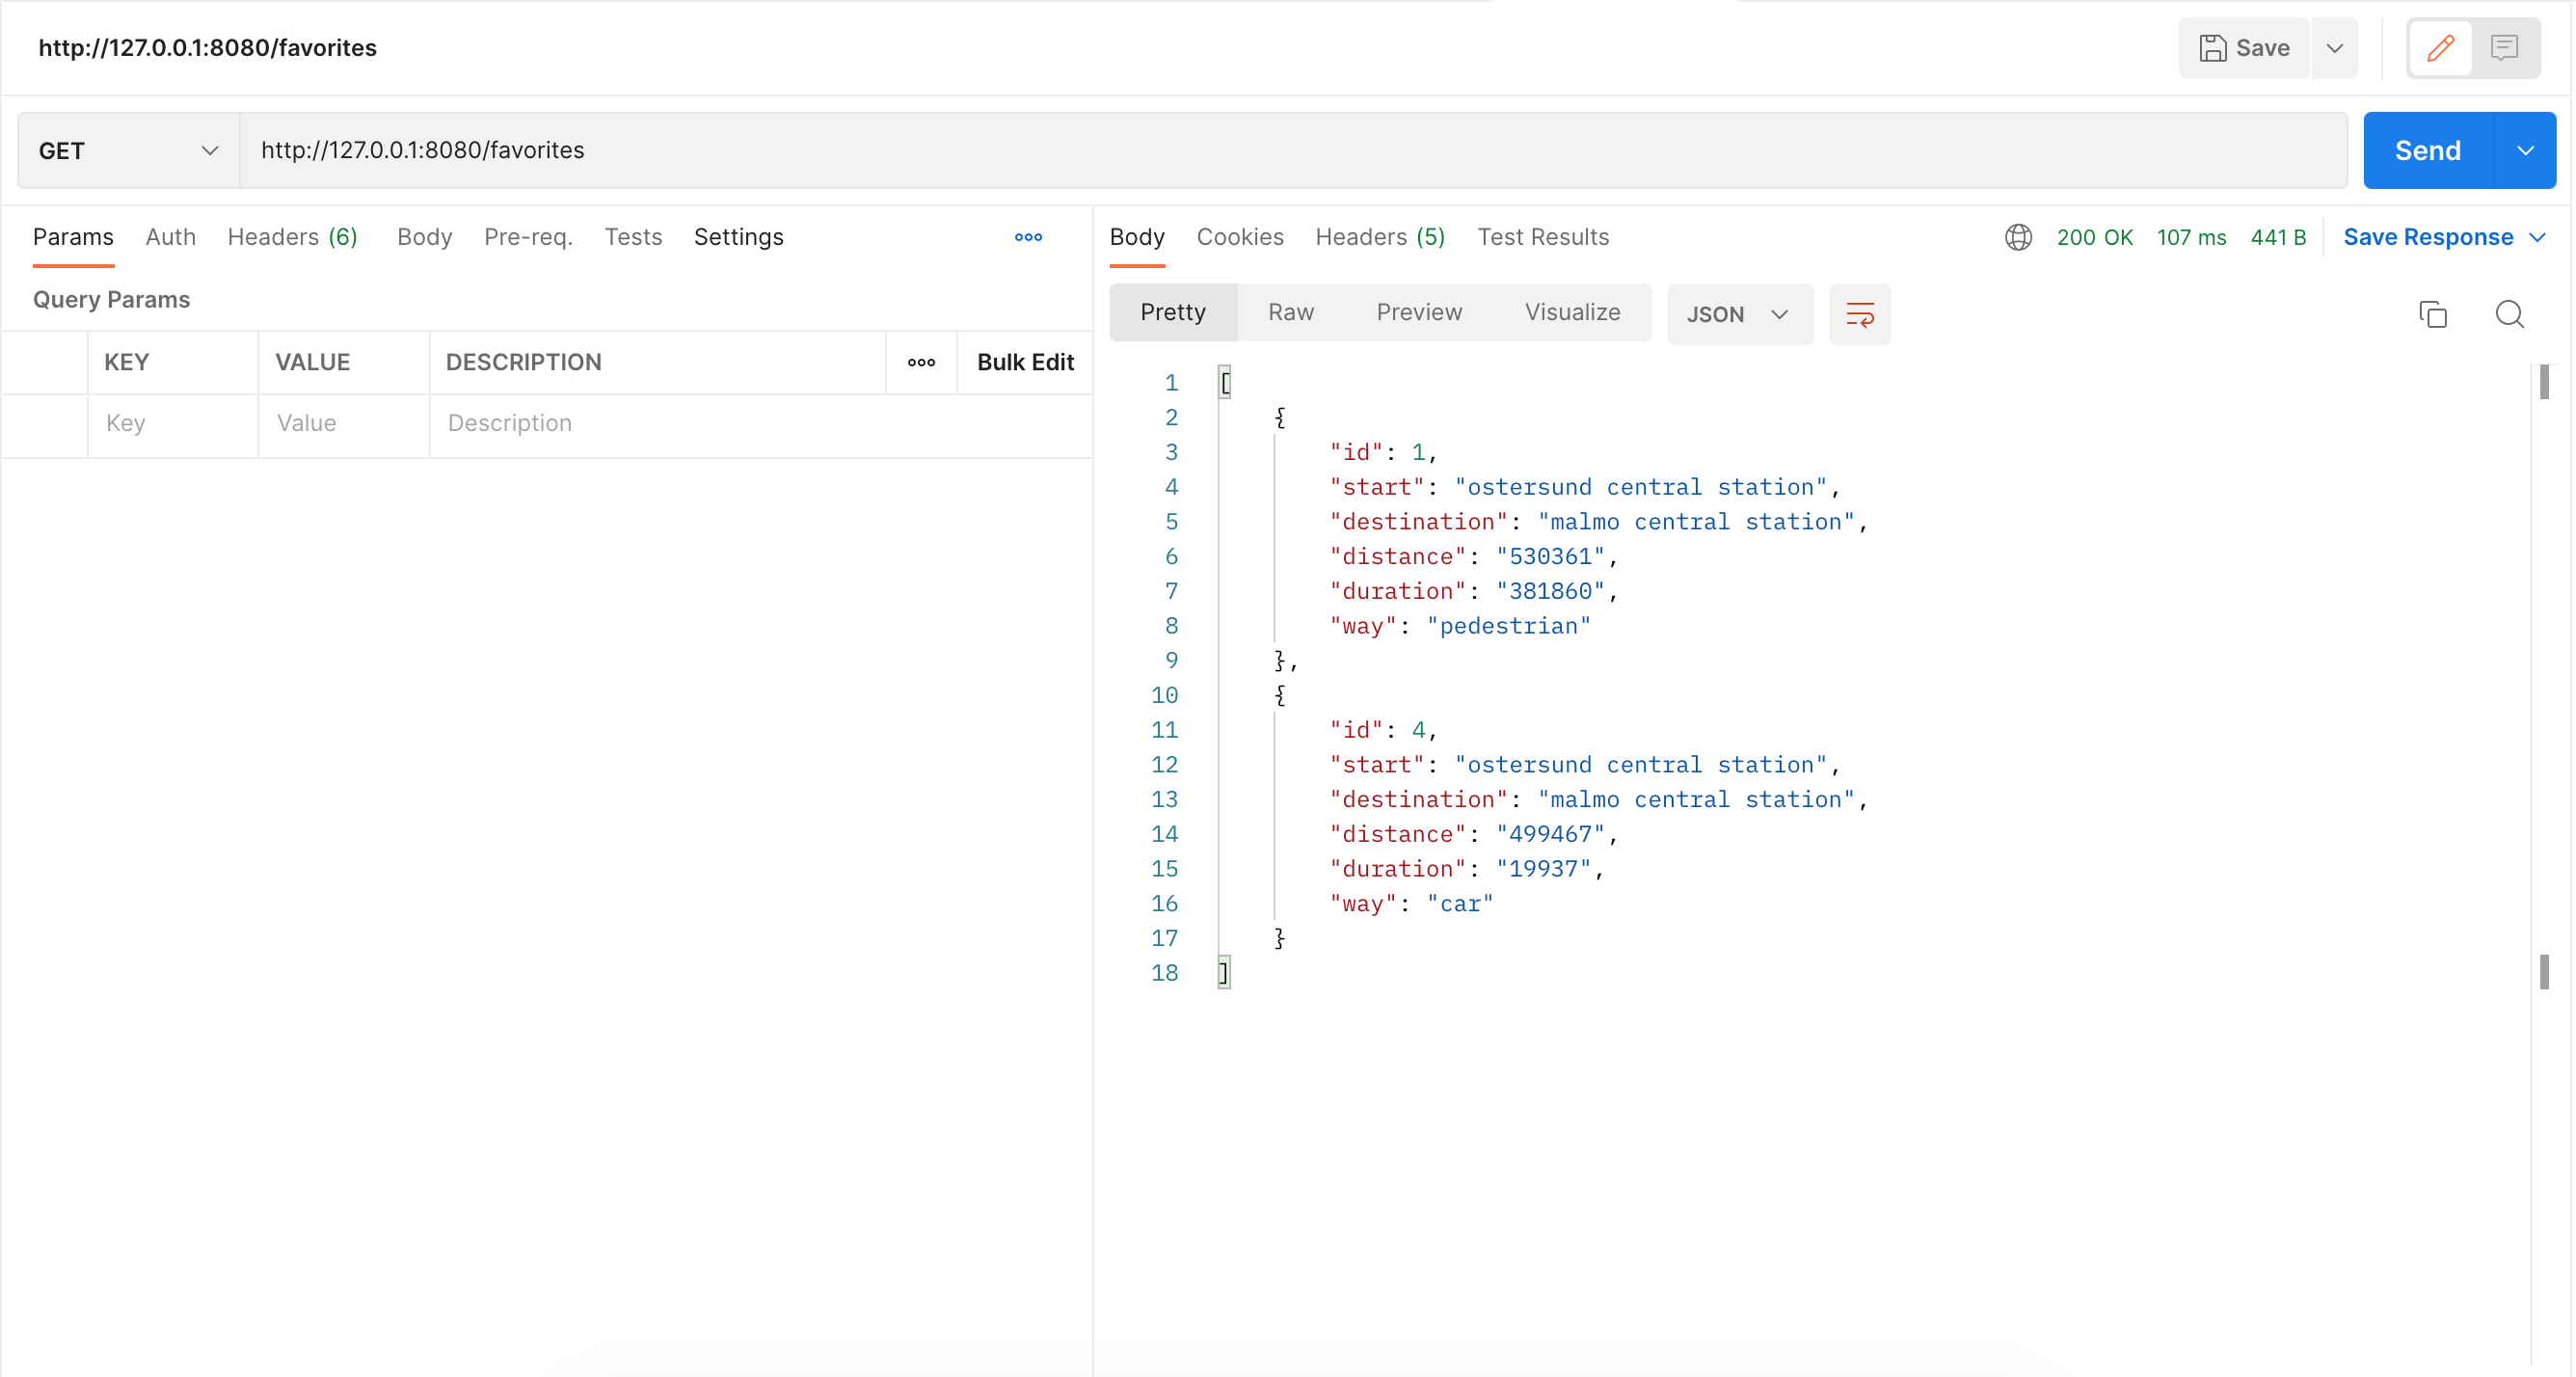 http://127.0.0.1:8080/favorites
Save
GET
http://127.0.0.1:8080/favorites
Send
Params Auth Headers (6) Body Pre-req. Tests Settings
Query Params
KEY VALUE DESCRIPTION Bulk Edit
Key Value Description
Body Cookies Headers (5) Test Results 200 OK 107 ms 441 B Save Response
Pretty Raw Preview Visualize JSON
1 [
2 {
3 "id": 1,
4 "start": "ostersund central station",
5 "destination": "malmo central station",
6 "distance": "530361",
7 "duration": "381860",
8 "way": "pedestrian"
9 },
10 {
11 "id": 4,
12 "start": "ostersund central station",
13 "destination": "malmo central station",
14 "distance": "499467",
15 "duration": "19937",
16 "way": "car"
17 }
18 ]